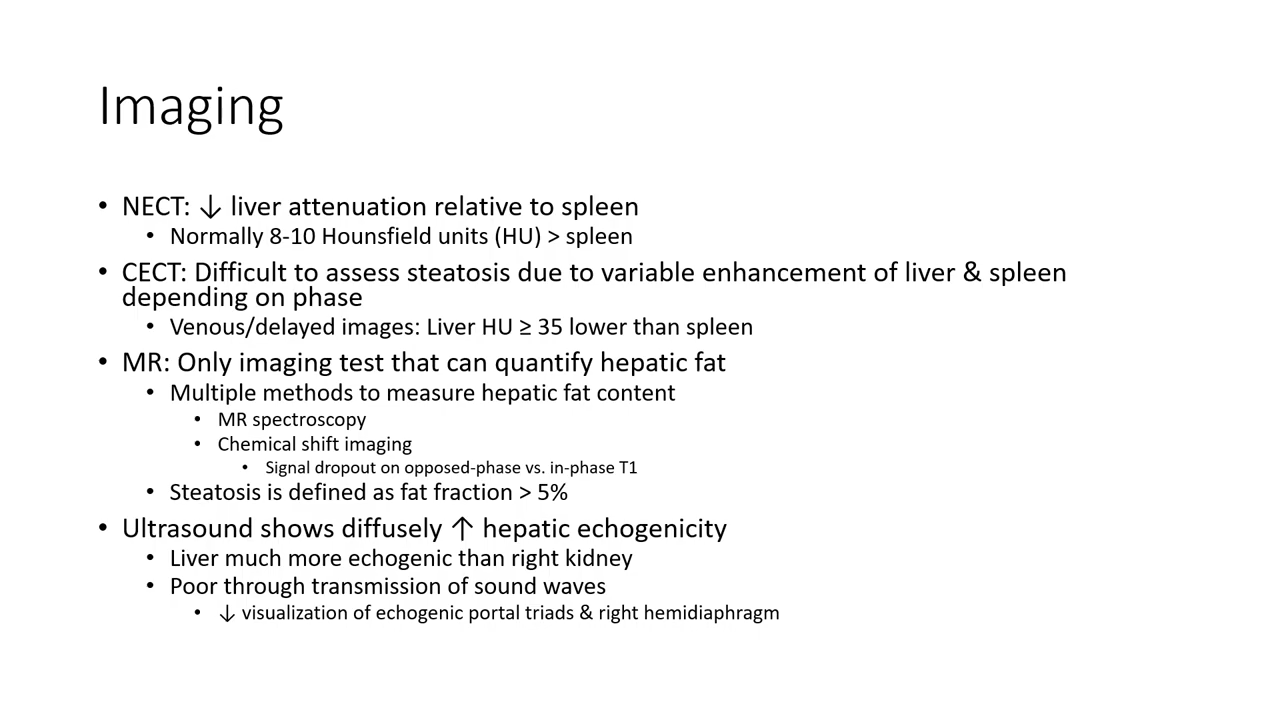 Imaging
• NECT: ↓ liver attenuation relative to spleen
• Normally 8-10 Hounsfield units (HU) > spleen
• CECT: Difficult to assess steatosis due to variable enhancement of liver & spleen
depending on phase
• Venous/delayed images: Liver HU ≥ 35 lower than spleen
• MR: Only imaging test that can quantify hepatic fat
• Multiple methods to measure hepatic fat content
• MR spectroscopy
• Chemical shift imaging
• Signal dropout on opposed-phase vs. in-phase T1
• Steatosis is defined as fat fraction > 5%
• Ultrasound shows diffusely ↑ hepatic echogenicity
• Liver much more echogenic than right kidney
• Poor through transmission of sound waves
• ↓ visualization of echogenic portal triads & right hemidiaphragm